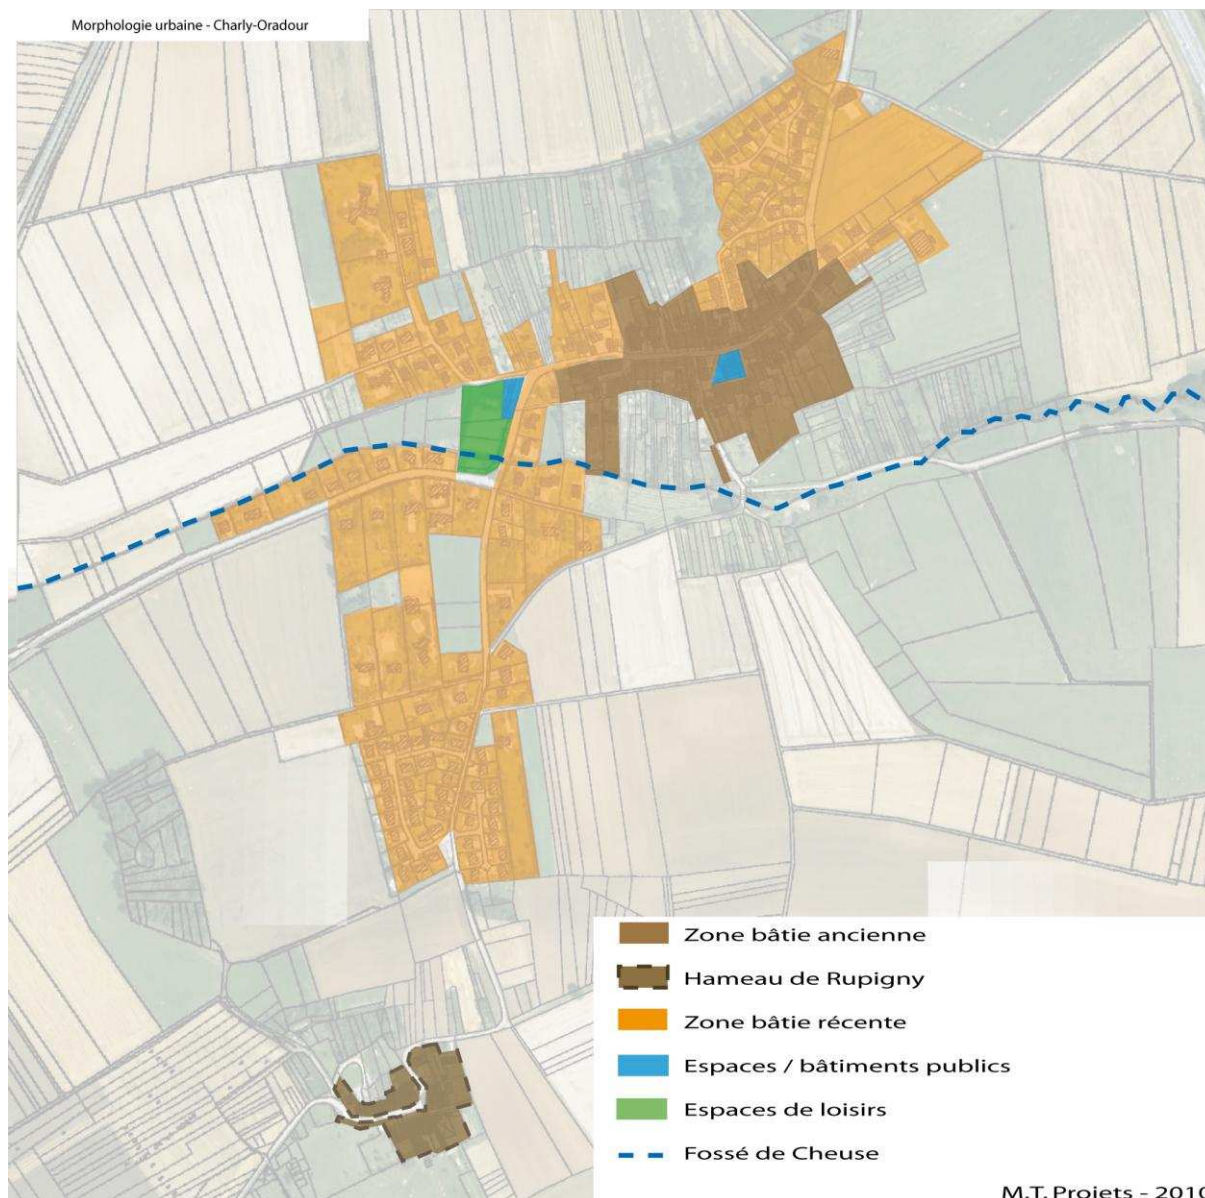 Morphologie urbaine - Charly-Oradour
Zone bâtie ancienne
Hameau de Rupigny
Zone bâtie récente
Espaces / bâtiments publics
Espaces de loisirs
Fossé de Cheuse
M.T. Projets - 2010